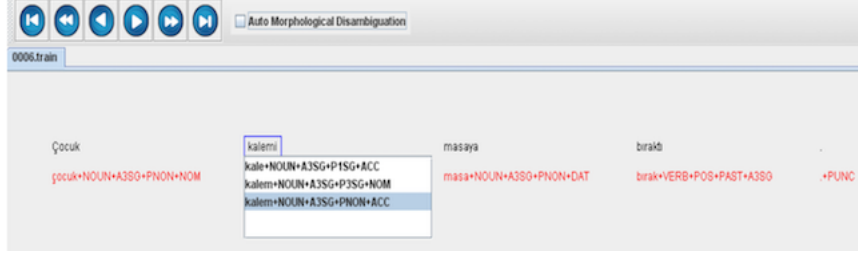 Auto Morphological Disambiguation
0006.train
Çocuk kalemi masaya bıraktı .
kale+NOUN+A3SG+P1SG+ACC
çocuk+NOUN+A3SG+PNON+NOM kalem+NOUN+A3SG+P3SG+NOM masa+NOUN+A3SG+PNON+DAT bırak+VERB+POS+PAST+A3SG .+PUNC
kalem+NOUN+A3SG+PNON+ACC